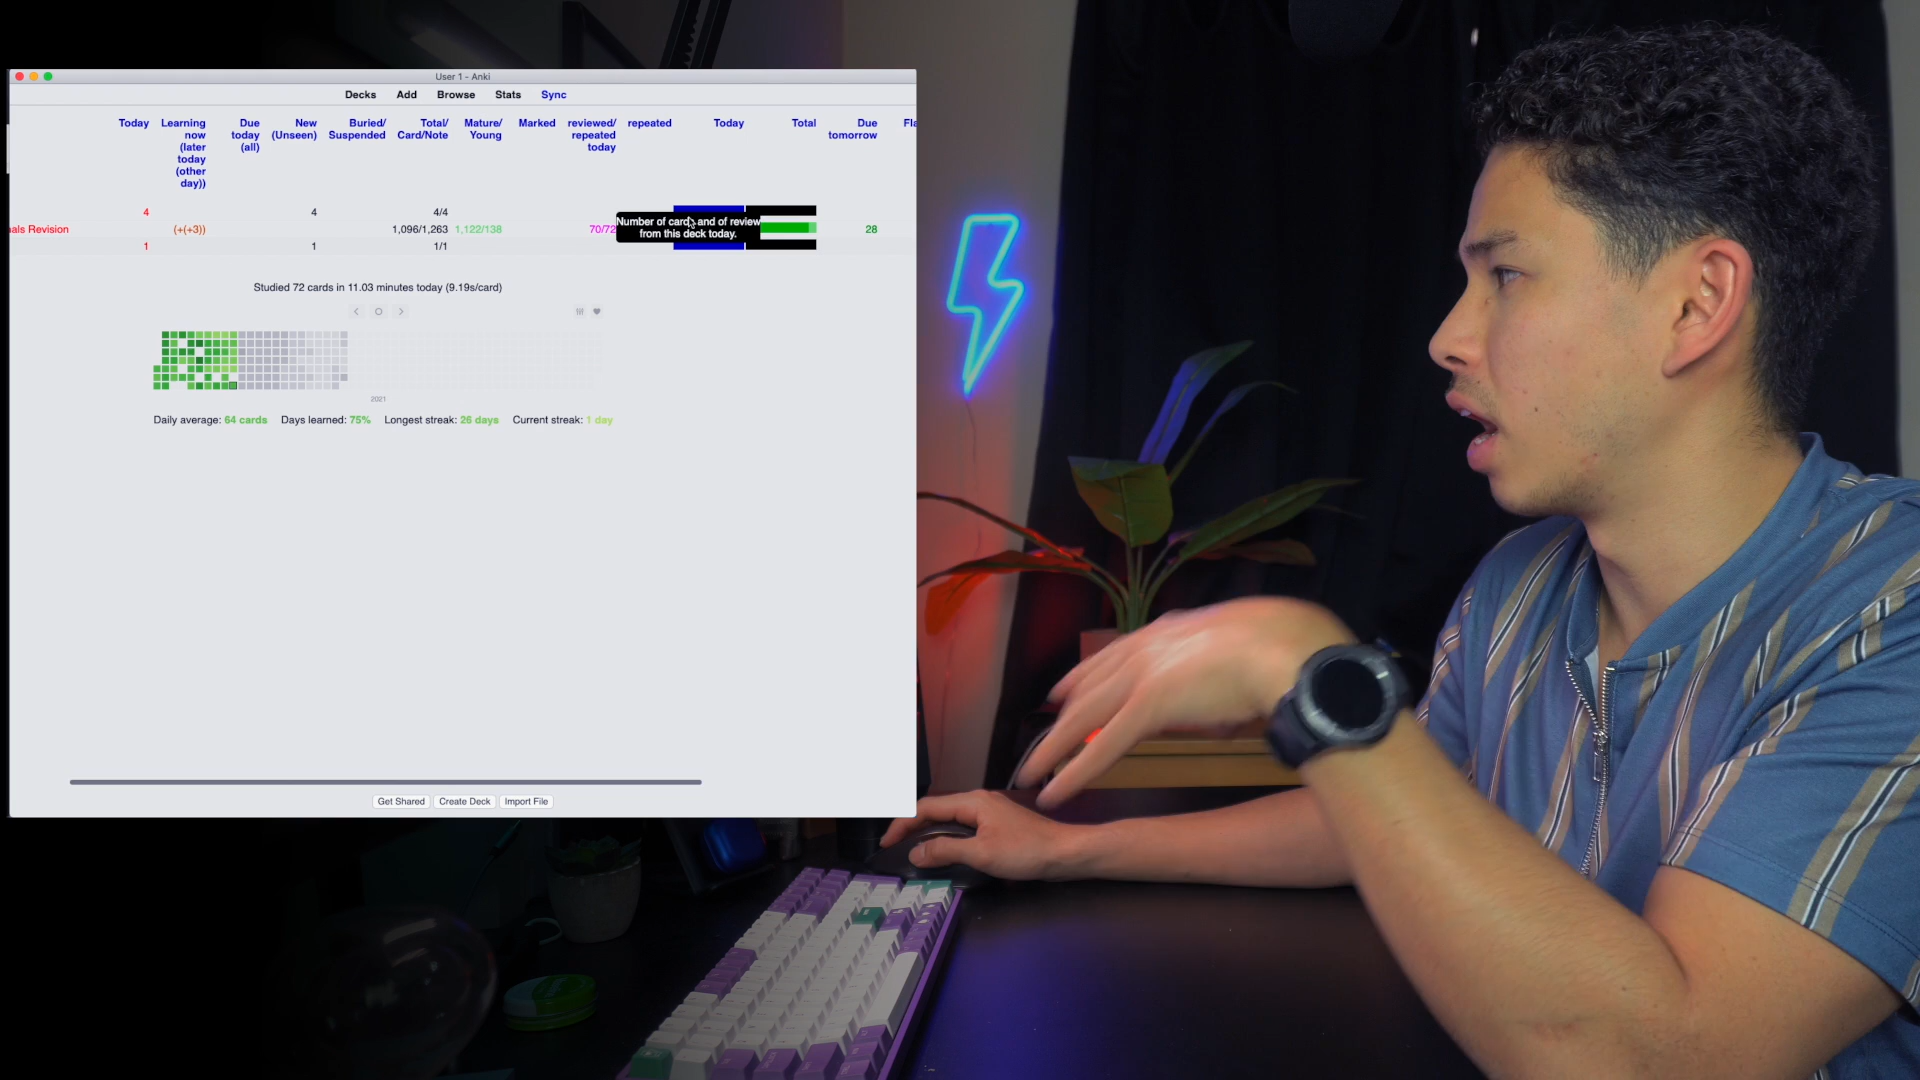 User 1 - Anki
Decks Add Browse Stats Sync
Today Learning now (later today (other day)) Due today (all) New (Unseen) Buried/ Suspended Total/ Card/Note Mature/ Young Marked reviewed/ repeated today repeated Today Total Due tomorrow Fla
4 4 4/4
als Revision (+(+3)) 1,096/1,263 1,122/138 70/72 28
Number of cards and of review
from this deck today.
1 1 1/1
Studied 72 cards in 11.03 minutes today (9.19s/card)
2021
Daily average: 64 cards Days learned: 75% Longest streak: 26 days Current streak: 1 day
Get Shared Create Deck Import File